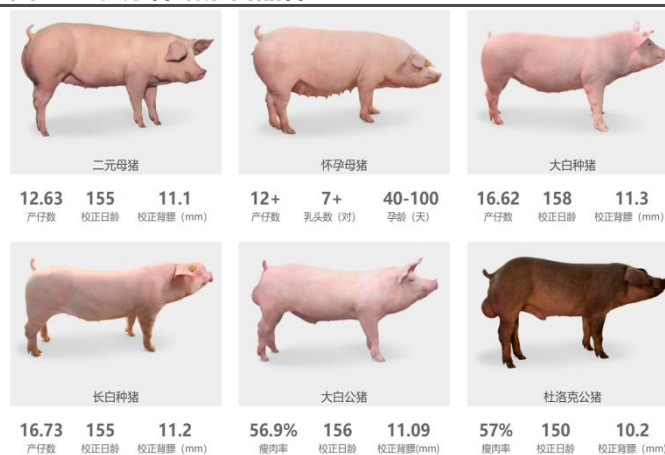 二元母猪 怀孕母猪 大白种猪
12.63 155 11.1 12+ 7+ 40-100 16.62 158 11.3
产仔数 校正日龄 校正背膘（mm） 产仔数 乳头数（对） 孕龄（天） 产仔数 校正日龄 校正背膘（mm）
长白种猪 大白公猪 杜洛克公猪
16.73 155 11.2 56.9% 156 11.09 57% 150 10.2
产仔数 校正日龄 校正背膘（mm） 瘦肉率 校正日龄 校正背膘(mm) 瘦肉率 校正日龄 校正背膘（mm）